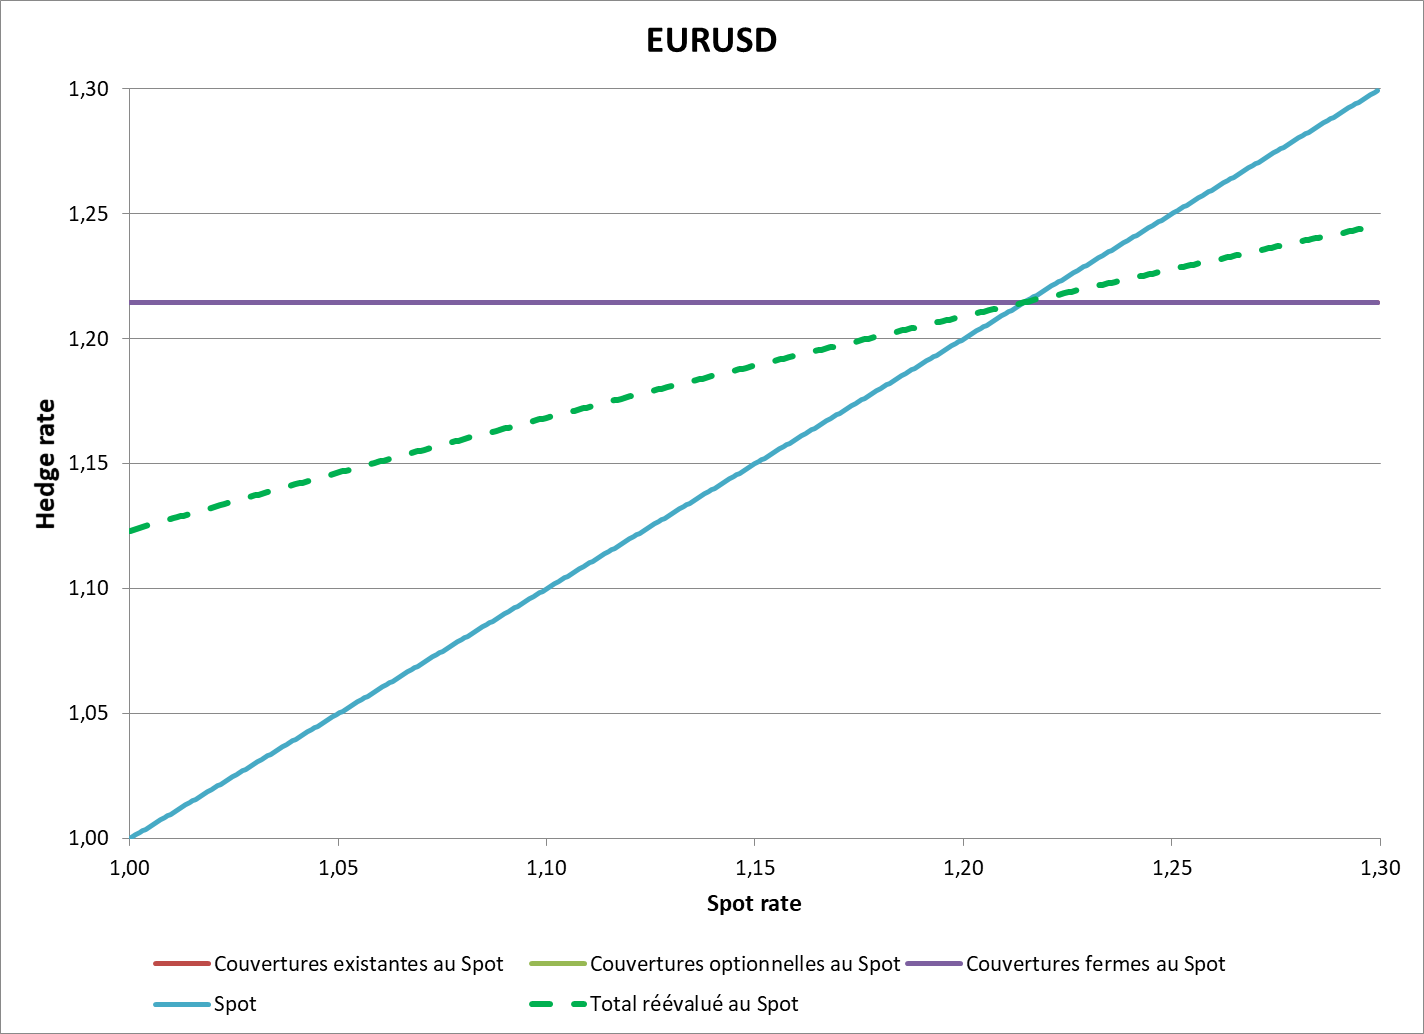 EURUSD
1,30
1,25
1,20
1,15
1,10
1,05
1,00
Hedge rate
1,00 1,05 1,10 1,15 1,20 1,25 1,30
Spot rate
Couvertures existantes au Spot Couvertures optionnelles au Spot Couvertures fermes au Spot
Spot Total réévalué au Spot